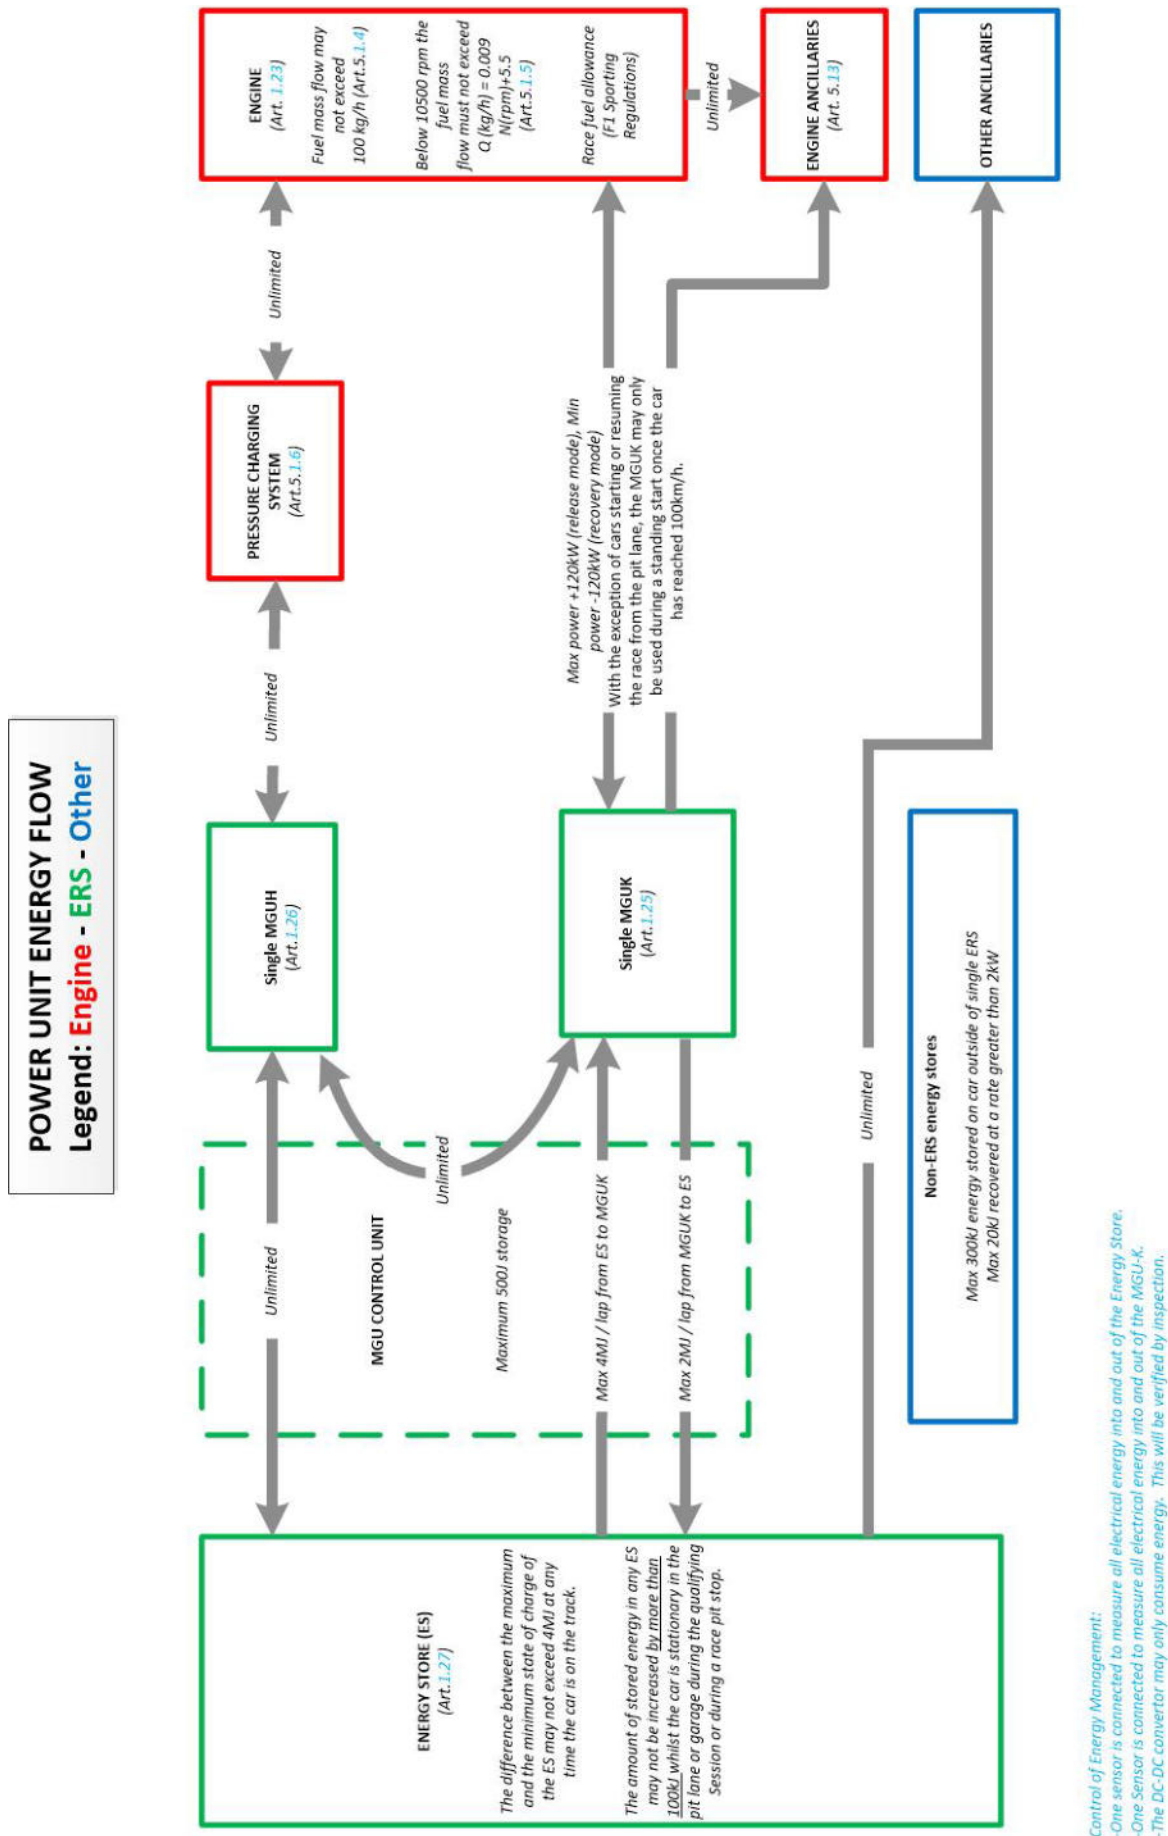 POWER UNIT ENERGY FLOW
Legend: Engine - ERS - Other
ENERGY STORE (ES)
(Art.1.27)
The difference between the maximum
and the minimum state of charge of
the ES may not exceed 4MJ at any
time the car is on the track.
The amount of stored energy in any ES
may not be increased by more than
100kJ whilst the car is stationary in the
pit lane or garage during the qualifying
Session or during a race pit stop.
Unlimited
MGU CONTROL UNIT
Unlimited
Maximum 500J storage
Max 4MJ / lap from ES to MGUK
Max 2MJ / lap from MGUK to ES
Single MGUH
(Art.1.26)
Unlimited
PRESSURE CHARGING
SYSTEM
(Art.5.1.6)
Unlimited
ENGINE
(Art. 1.23)
Fuel mass flow may
not exceed
100 kg/h (Art.5.1.4)
Below 10500 rpm the
fuel mass
flow must not exceed
Q (kg/h) = 0.009
N(rpm)+5.5
(Art.5.1.5)
Race fuel allowance
(F1 Sporting
Regulations)
Single MGUK
(Art.1.25)
Max power +120kW (release mode), Min
power -120kW (recovery mode)
With the exception of cars starting or resuming
the race from the pit lane, the MGUK may only
be used during a standing start once the car
has reached 100km/h.
Unlimited
ENGINE ANCILLARIES
(Art. 5.13)
Unlimited
OTHER ANCILLARIES
Non-ERS energy stores
Max 300kJ energy stored on car outside of single ERS
Max 20kJ recovered at a rate greater than 2kW
Control of Energy Management:
-One sensor is connected to measure all electrical energy into and out of the Energy Store.
-One Sensor is connected to measure all electrical energy into and out of the MGU-K.
-The DC-DC convertor may only consume energy. This will be verified by inspection.